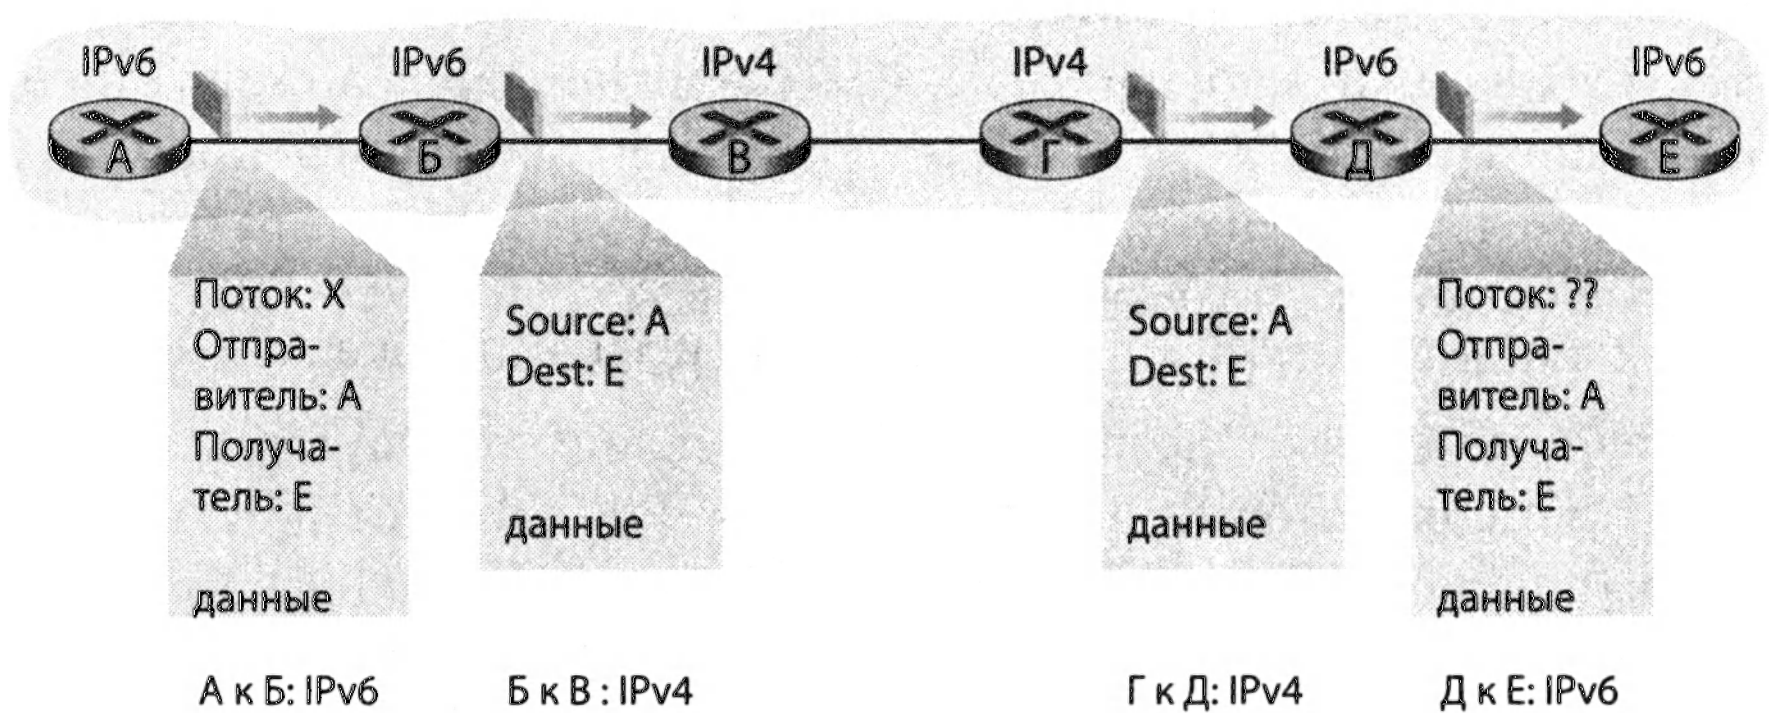 IPv6 IPv6 IPv4 IPv4 IPv6 IPv6
А Б В Г Д Е
Поток: X
Отпра-
витель: А
Получа-
тель: Е
данные
Source: A
Dest: E
данные
Source: A
Dest: E
данные
Поток: ??
Отпра-
витель: А
Получа-
тель: Е
данные
А к Б: IPv6
Б к В : IPv4
Г к Д: IPv4
Д к Е: IPv6